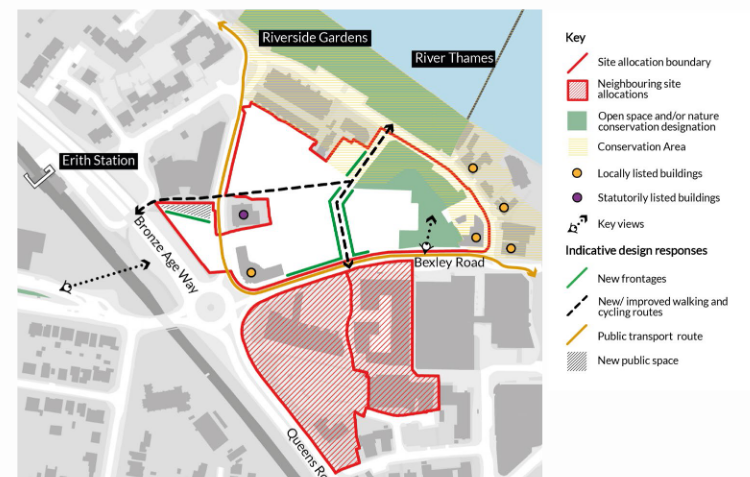 Riverside Gardens
River Thames
Erith Station
Bronze Age Way
Bexley Road
Queens Ro
Key
Site allocation boundary
Neighbouring site
allocations
Open space and/or nature
conservation designation
Conservation Area
Locally listed buildings
Statutorily listed buildings
Key views
Indicative design responses
New frontages
New/ improved walking and
cycling routes
Public transport route
New public space